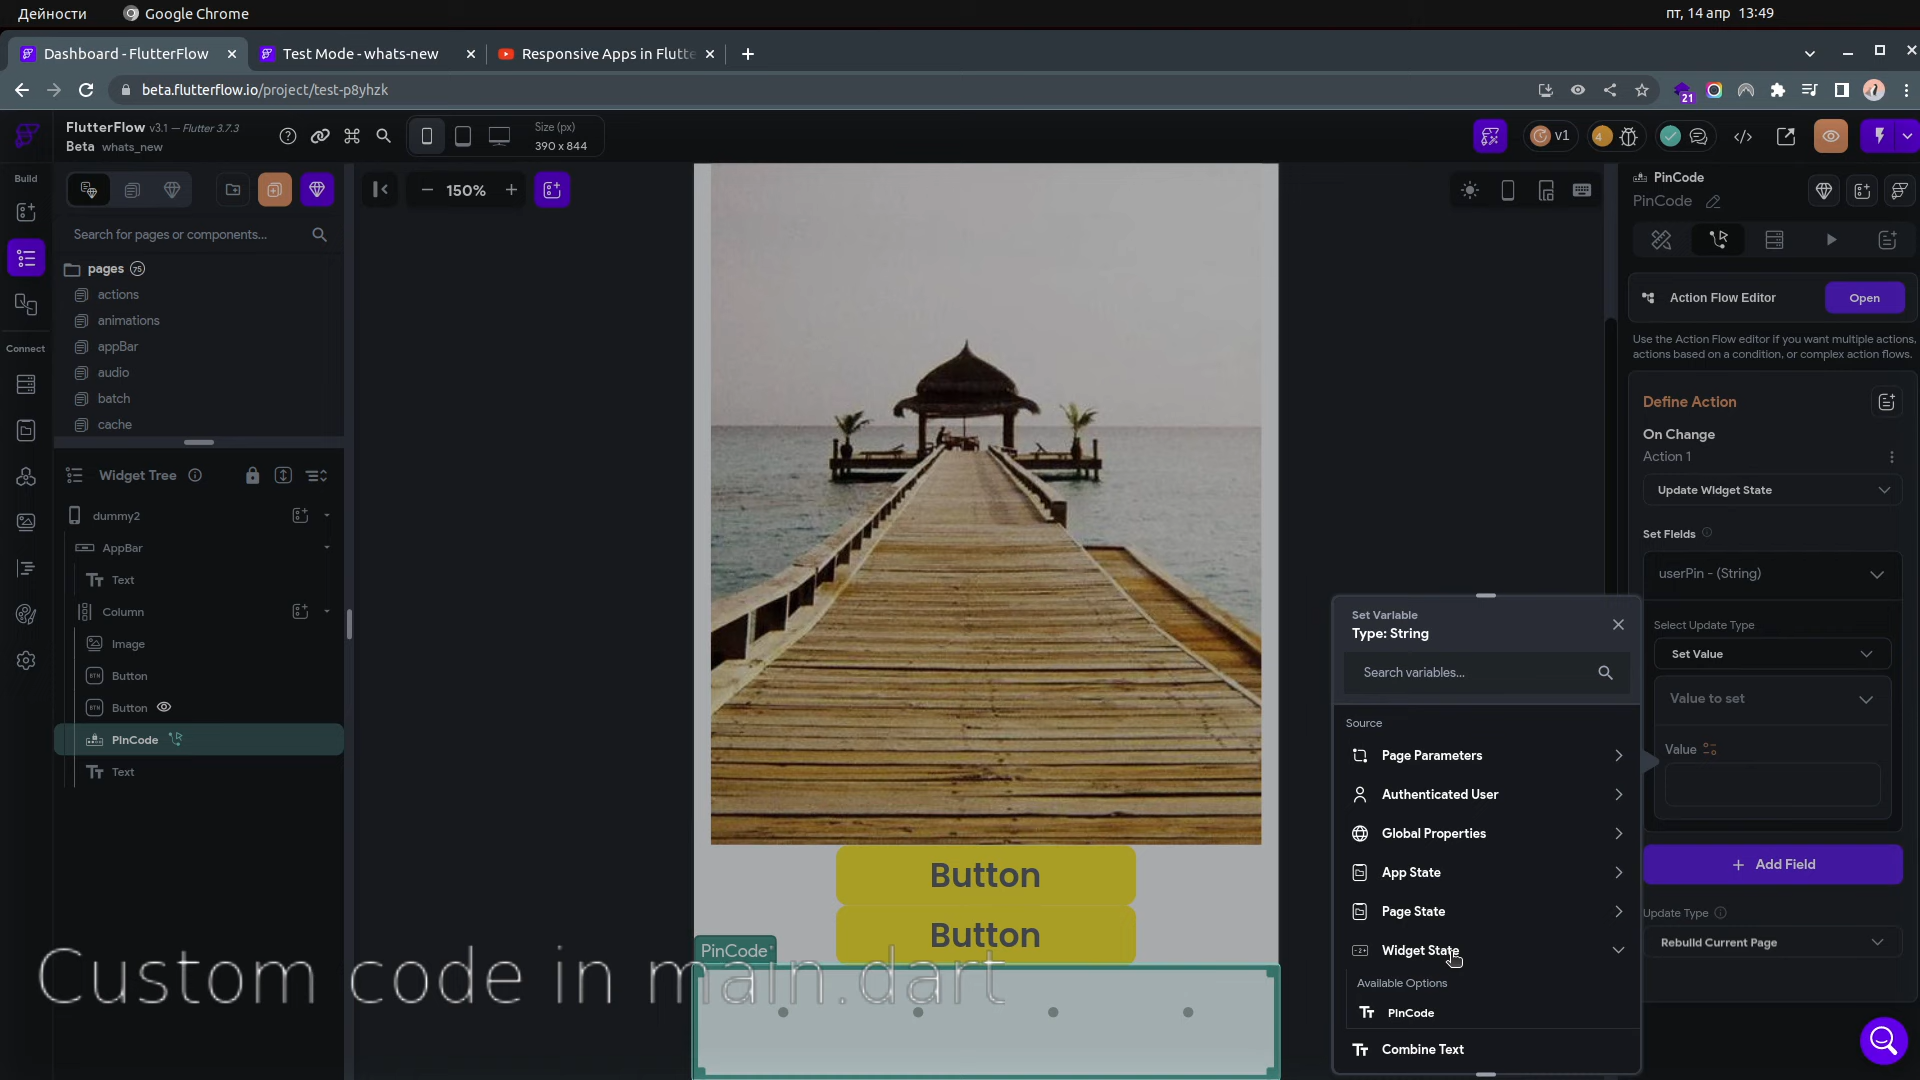 Дейности
Google Chrome
пт, 14 апр 13:49
Dashboard - FlutterFlow
Test Mode - whats-new
Responsive Apps in Flutte
beta.flutterflow.io/project/test-p8yhzk
21
FlutterFlow v3.1 — Flutter 3.7.3
Beta whats_new
Size (px)
390 x 844
v1
4
Build
150%
PinCode
PinCode
Search for pages or components...
pages 75
actions
animations
appBar
audio
batch
cache
Connect
Action Flow Editor
Open
Use the Action Flow editor if you want multiple actions,
actions based on a condition, or complex action flows.
Define Action
On Change
Action 1
Update Widget State
Widget Tree
dummy2
AppBar
Text
Column
Image
Button
Button
PinCode
Text
Set Fields
userPin - (String)
Select Update Type
Set Value
Value to set
Value
Add Field
Update Type
Rebuild Current Page
Set Variable
Type: String
Search variables...
Source
Page Parameters
Authenticated User
Global Properties
App State
Page State
Widget State
Available Options
PinCode
Combine Text
Button
Button
PinCode
Custom code in main.dart